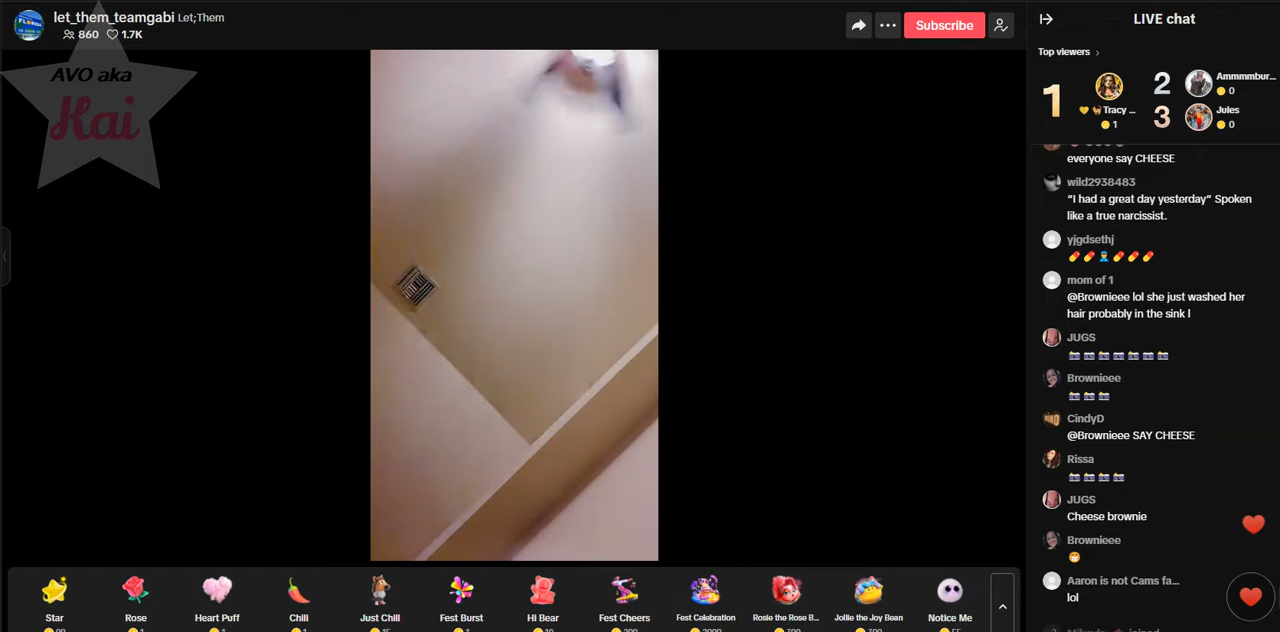 let_them_teamgabi Let;Them
860 1.7K
Subscribe
AVO aka
Kai
LIVE chat
Top viewers >
1
Tracy ...
1
2
Ammmmbur...
0
3
Jules
0
everyone say CHEESE
wild2938483
“I had a great day yesterday” Spoken
like a true narcissist.
yjgdsethj
💊💊💊💊💊
mom of 1
@Brownieee lol she just washed her
hair probably in the sink l
JUGS
📸📸📸📸📸📸📸
Brownieee
📸📸📸
CindyD
@Brownieee SAY CHEESE
Rissa
📸📸📸📸
JUGS
Cheese brownie
Brownieee
😁
Aaron is not Cams fa...
lol
joined
Star
Rose
Heart Puff
Chili
Just Chill
Fest Burst
Hi Bear
Fest Cheers
Fest Celebration
Rosie the Rose B...
Jollie the Joy Bean
Notice Me